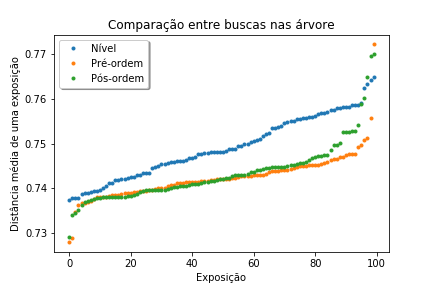 Comparação entre buscas nas árvore
Nível
Pré-ordem
Pós-ordem
Distância média de uma exposição
0.77
0.76
0.75
0.74
0.73
0 20 40 60 80 100
Exposição